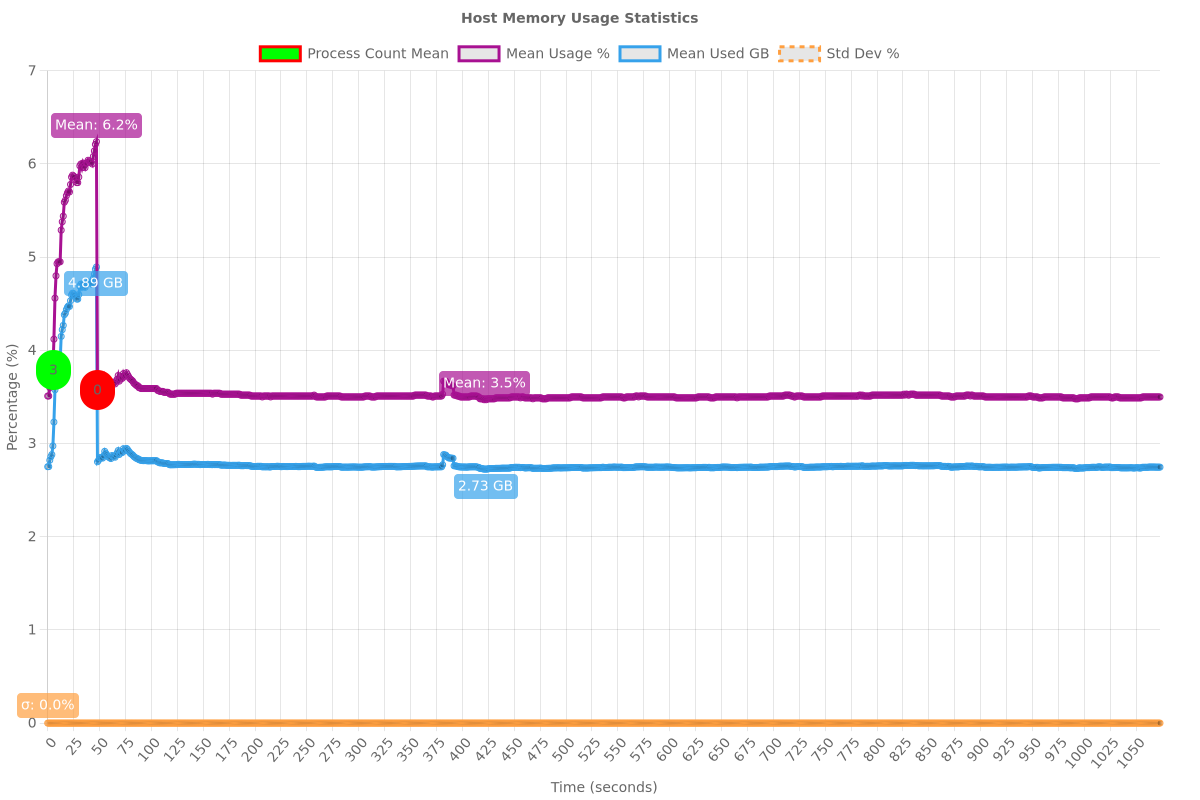 Host Memory Usage Statistics
Process Count Mean Mean Usage % Mean Used GB Std Dev %
7
Mean: 6.2%
6
5
4.89 GB
4
3
0
Mean: 3.5%
Percentage (%)
3
2.73 GB
2
1
σ: 0.0%
0
0 25 50 75 100 125 150 175 200 225 250 275 300 325 350 375 400 425 450 475 500 525 550 575 600 625 650 675 700 725 750 775 800 825 850 875 900 925 950 975 1000 1025 1050
Time (seconds)